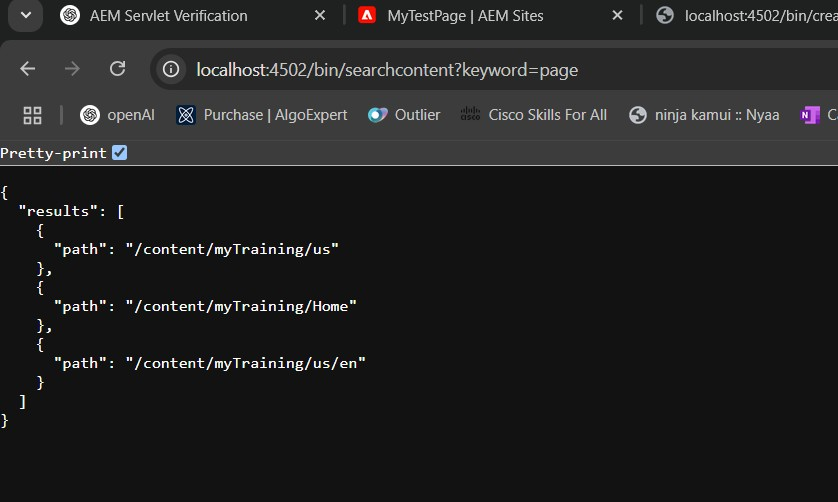 AEM Servlet Verification
MyTestPage | AEM Sites
localhost:4502/bin/crea
localhost:4502/bin/searchcontent?keyword=page
openAI
Purchase | AlgoExpert
Outlier
Cisco Skills For All
ninja kamui :: Nyaa
Pretty-print
{
  "results": [
    {
      "path": "/content/myTraining/us"
    },
    {
      "path": "/content/myTraining/Home"
    },
    {
      "path": "/content/myTraining/us/en"
    }
  ]
}